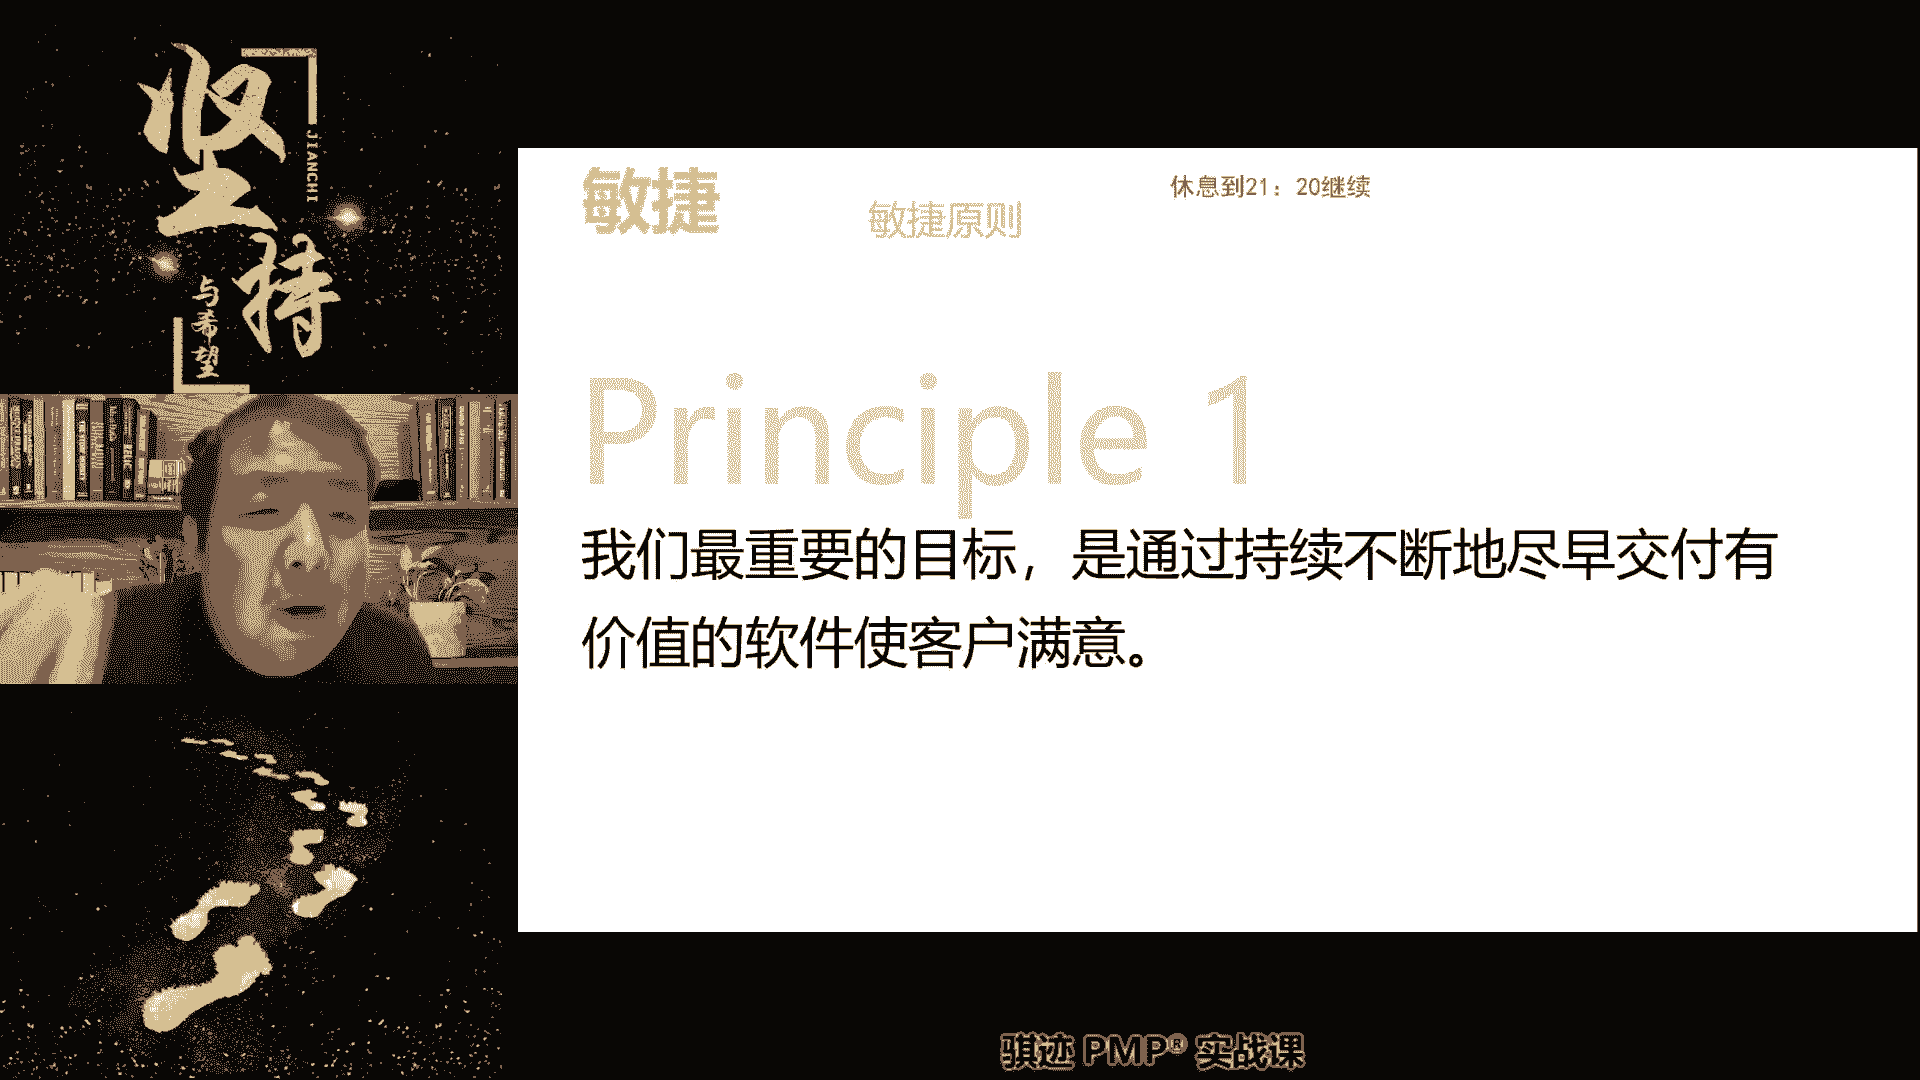 坚持
JIANCHI
与希望
敏捷
敏捷原则
休息到21：20继续
Principle 1
我们最重要的目标，是通过持续不断地尽早交付有
价值的软件使客户满意。
骐迹 PMP® 实战课